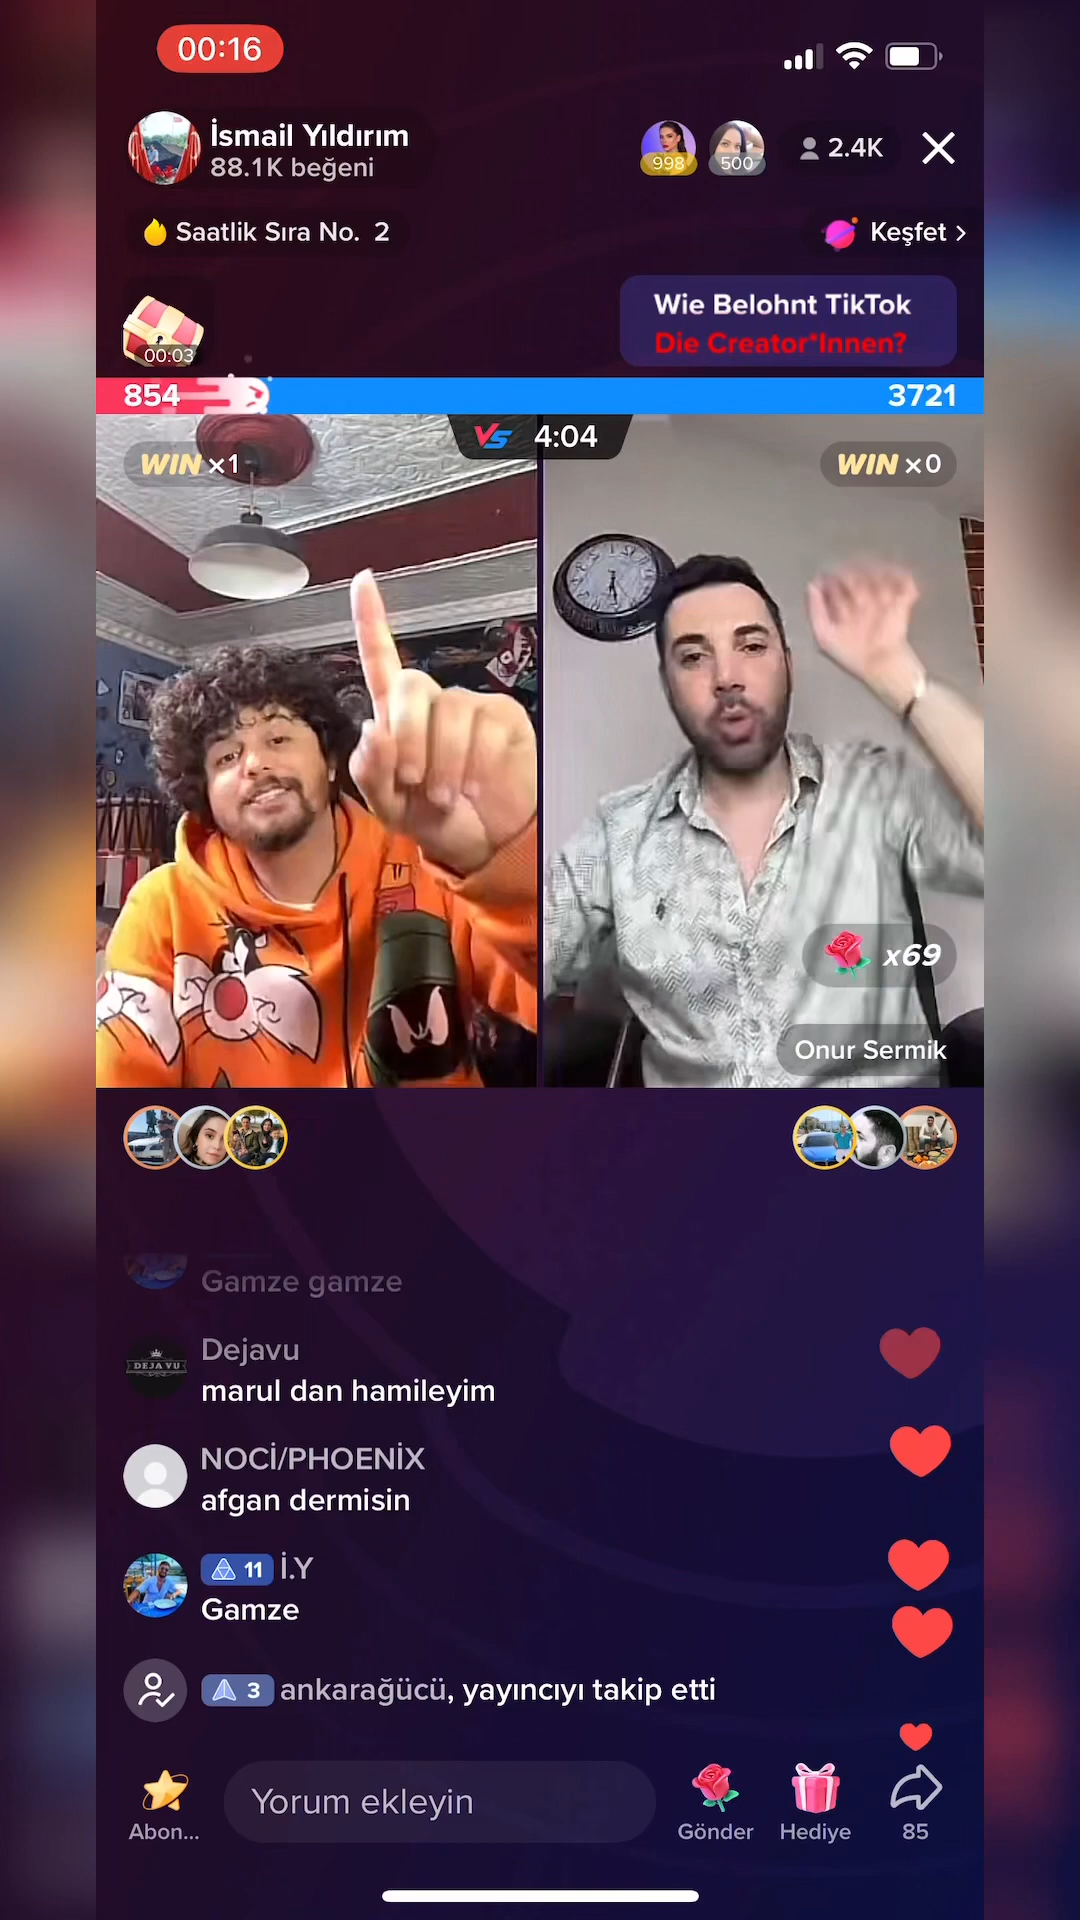 00:16
İsmail Yıldırım
88.1K beğeni
998
500
2.4K
Saatlik Sıra No. 2
Keşfet >
00:03
Wie Belohnt TikTok
Die Creator*Innen?
854
3721
VS 4:04
WIN x1
WIN x0
x69
Onur Sermik
Gamze gamze
DEJAVU
Dejavu
marul dan hamileyim
NOCİ/PHOENİX
afgan dermisin
11 İ.Y
Gamze
3 ankaragücü, yayıncıyı takip etti
Yorum ekleyin
Abon...
Gönder
Hediye
85